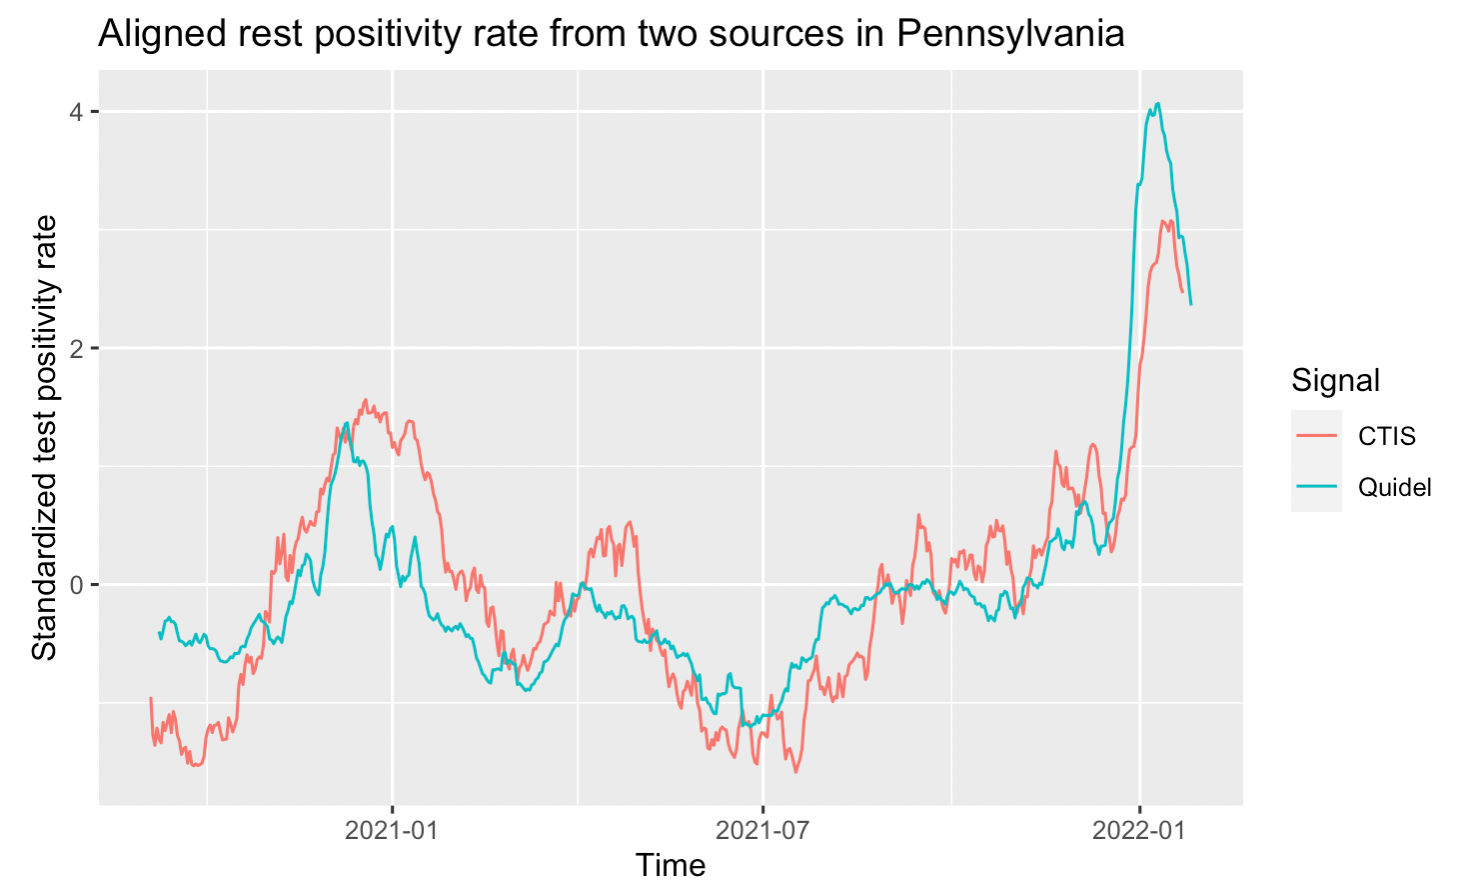 Aligned rest positivity rate from two sources in Pennsylvania
Standardized test positivity rate
4
2
0
2021-01
2021-07
2022-01
Time
Signal
CTIS
Quidel